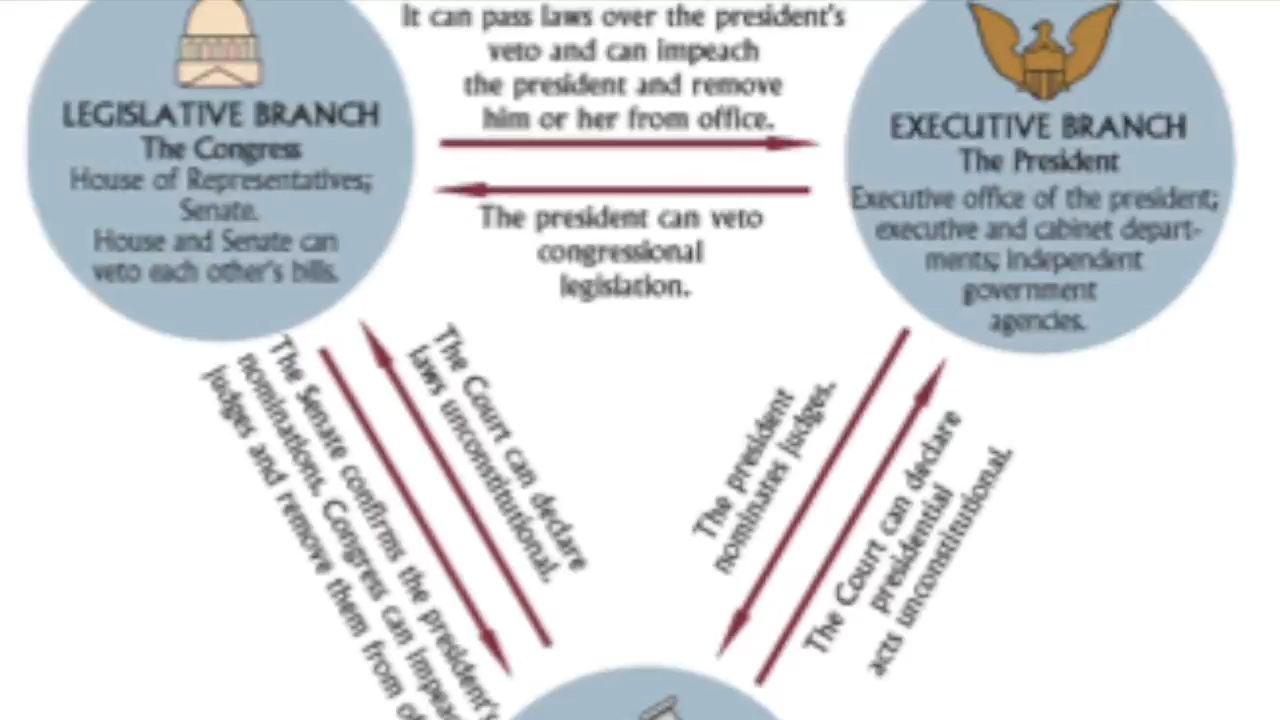 It can pass laws over the president's
veto and can impeach
the president and remove
him or her from office.
LEGISLATIVE BRANCH
The Congress
House of Representatives;
Senate.
House and Senate can
veto each other's bills.
EXECUTIVE BRANCH
The President
Executive office of the president;
executive and cabinet depart-
ments; independent
government
agencies.
The president can veto
congressional
legislation.
The Senate confirms the president's
nominations. Congress can
judges and remove them from
The Court can declare
laws unconstitutional.
The president
nominates judges.
The Court can declare
presidential
acts unconstitutional.